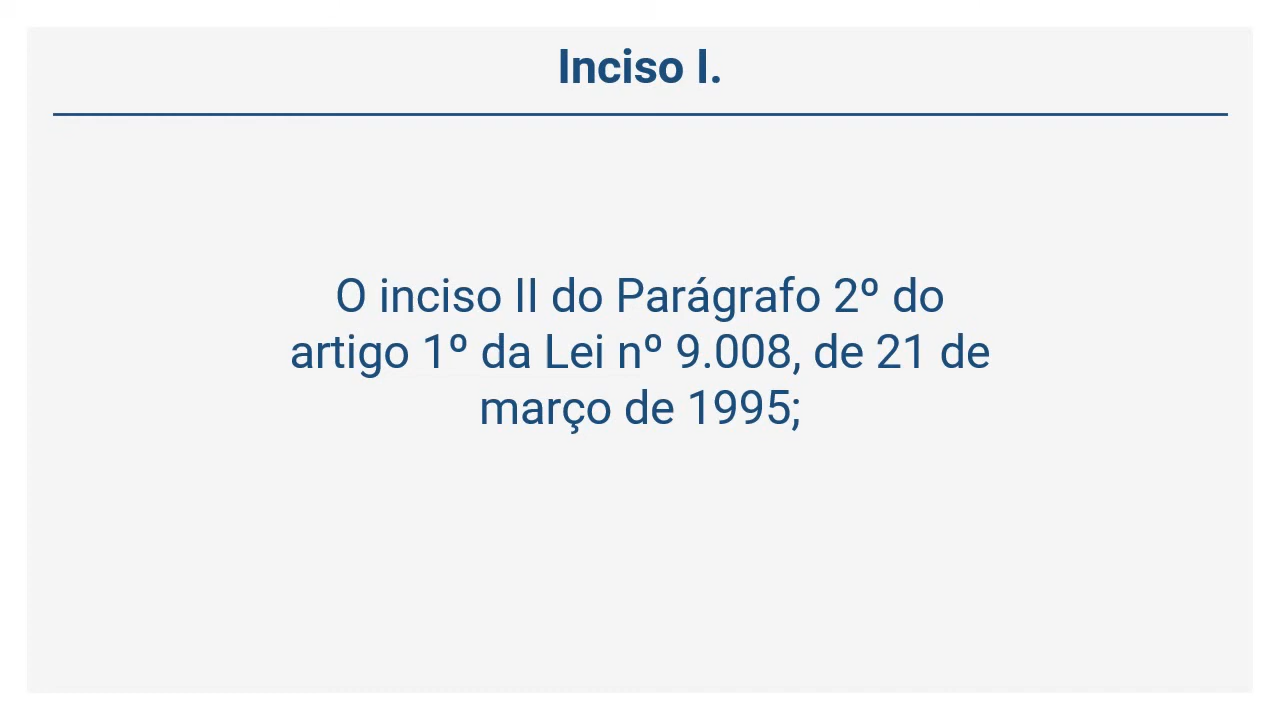 Inciso I.
O inciso II do Parágrafo 2º do
artigo 1º da Lei nº 9.008, de 21 de
março de 1995;